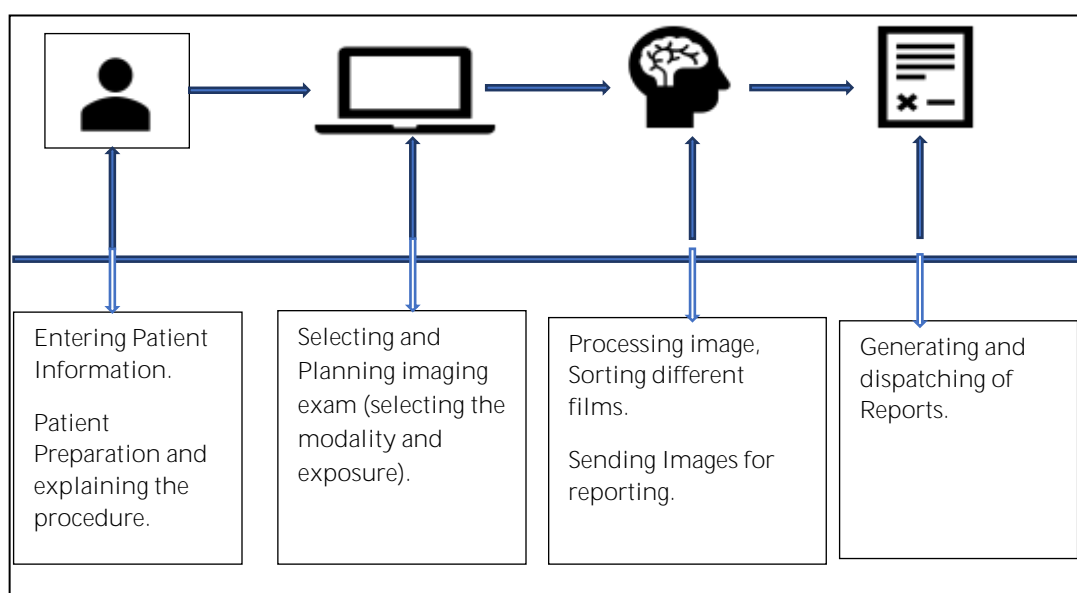 Entering Patient
Information.
Patient
Preparation and
explaining the
procedure.
Selecting and
Planning imaging
exam (selecting the
modality and
exposure).
Processing image,
Sorting different
films.
Sending Images for
reporting.
Generating and
dispatching of
Reports.